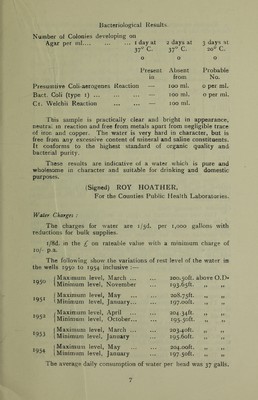 Bacteriological Results.
Number of Colonies developing on
Agar per ml.... ... ... 1 day at 2 days at 3 days at
37° C. 37° C. 20° C.
0 0 0
Present Absent Probable
in from No.
Presumtive Coli-aerogenes Reaction — 100 ml. 0 per ml.
Bact. Coli (type 1) ... ... ... — 100 ml. 0 per ml.
C1. Welchii Reaction ... ... — 100 ml.
This sample is practically clear and bright in appearance,
neutral in reaction and free from metals apart from negligible trace
of iron and copper. The water is very hard in character, but is
free from any excessive content of mineral and saline constituents.
It conforms to the highest standard of organic quality and
bacterial purity.
These results are indicative of a water which is pure and
wholesome in character and suitable for drinking and domestic
purposes.
(Signed) ROY HOATHER,
For the Counties Public Health Laboratories.
Water Charges :
The charges for water are 1/9d. per 1,000 gallons with
reductions for bulk supplies.
1/8d. in the £ on rateable value with a minimum charge of
10/- p.a.
The following show the variations of rest level of the water in
the wells 1950 to 1954 inclusive :—
1950 Maximum level, March ... ... 200.50ft. above O.D.
Minimum level, November ... 193.65ft. ,, ,,
1951 Maximum level, May ... ... 208.75ft. ,, ,,
Minimum level, January... ... 197.00ft. ,, ,,
1952 Maximum level, April ... ... 204.34ft. ,, ,,
Minimum level, October... ... 195.50ft. ,, ,,
1953 Maximum level, March ... ... 203.40ft. ,, ,,
Minimum level, January ... 195.60ft. ,, ,,
1954 Maximum level, May ... ... 204.00ft. ,, ,,
Minimum level, January ... 197.50ft. ,, ,,
The average daily consumption of water per head was 37 galls.
7